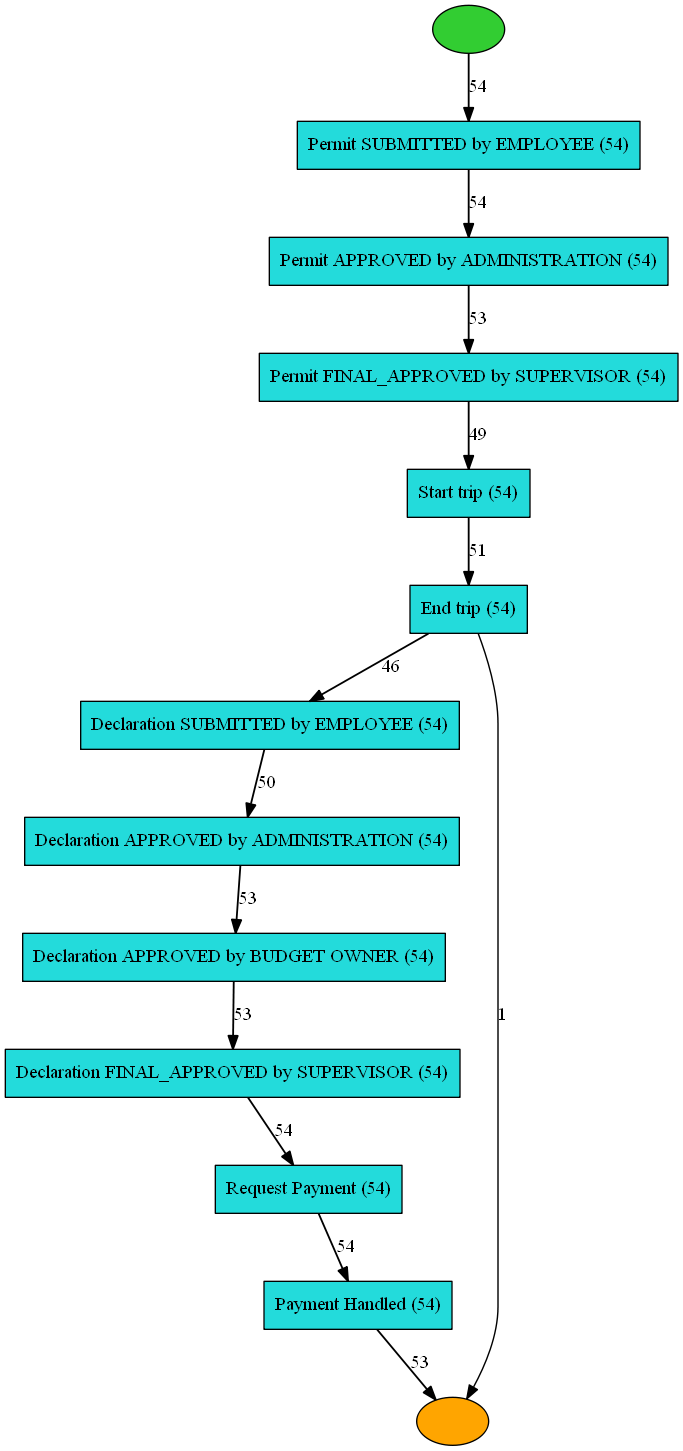 54
Permit SUBMITTED by EMPLOYEE (54)
54
Permit APPROVED by ADMINISTRATION (54)
53
Permit FINAL_APPROVED by SUPERVISOR (54)
49
Start trip (54)
51
End trip (54)
46
Declaration SUBMITTED by EMPLOYEE (54)
50
Declaration APPROVED by ADMINISTRATION (54)
53
Declaration APPROVED by BUDGET OWNER (54)
53
1
Declaration FINAL_APPROVED by SUPERVISOR (54)
54
Request Payment (54)
54
Payment Handled (54)
53